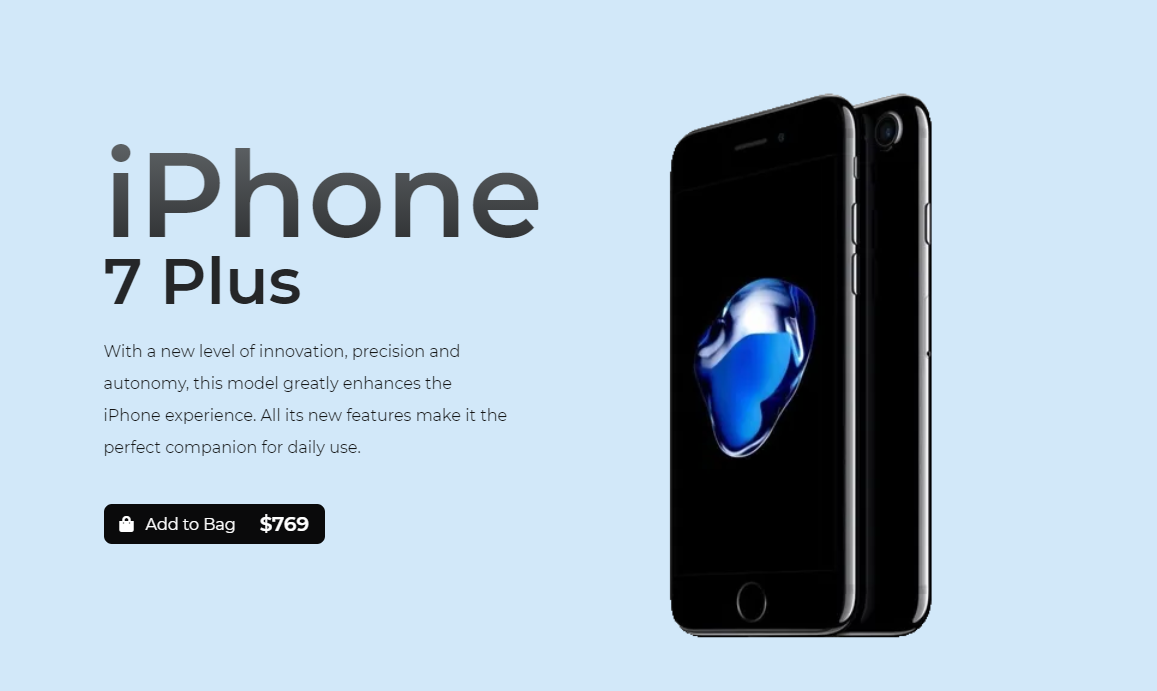 iPhone
7 Plus
With a new level of innovation, precision and
autonomy, this model greatly enhances the
iPhone experience. All its new features make it the
perfect companion for daily use.
Add to Bag $769